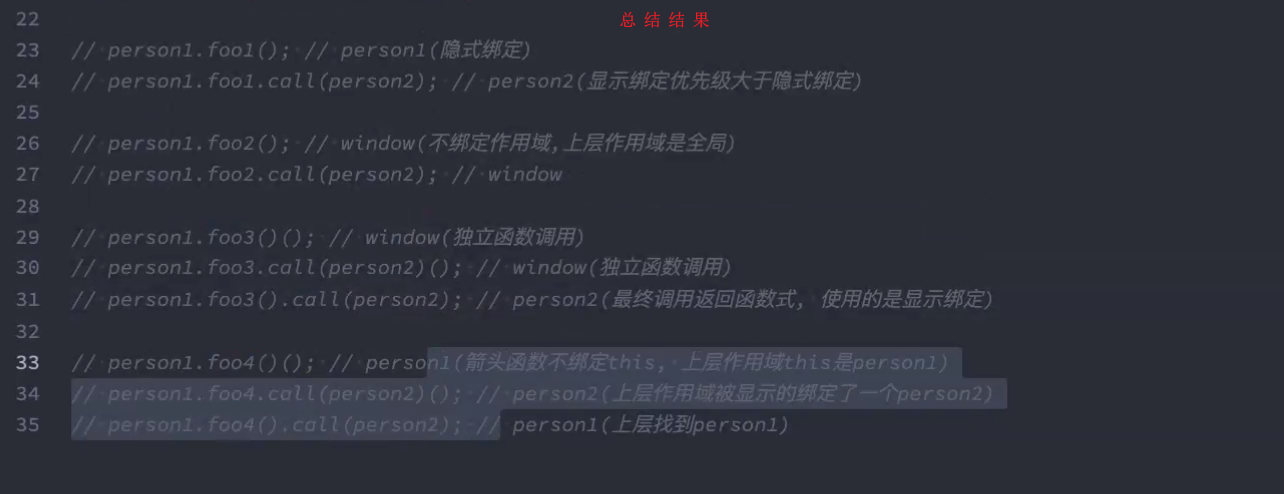 总结结果
22
23 // person1.foo1(); // person1(隐式绑定)
24 // person1.foo1.call(person2); // person2(显示绑定优先级大于隐式绑定)
25
26 // person1.foo2(); // window(不绑定作用域,上层作用域是全局)
27 // person1.foo2.call(person2); // window
28
29 // person1.foo3()(); // window(独立函数调用)
30 // person1.foo3.call(person2)(); // window(独立函数调用)
31 // person1.foo3().call(person2); // person2(最终调用返回函数式, 使用的是显示绑定)
32
33 // person1.foo4()(); // person1(箭头函数不绑定this, 上层作用域this是person1)
34 // person1.foo4.call(person2)(); // person2(上层作用域被显示的绑定了一个person2)
35 // person1.foo4().call(person2); // person1(上层找到person1)